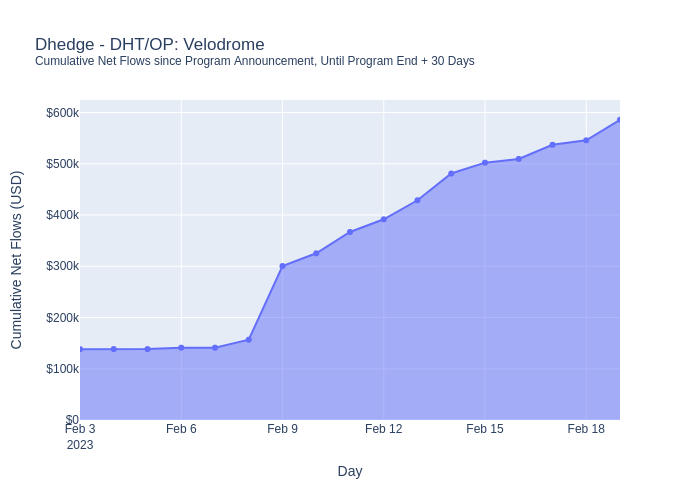 Dhedge - DHT/OP: Velodrome
Cumulative Net Flows since Program Announcement, Until Program End + 30 Days
Cumulative Net Flows (USD)
$600k
$500k
$400k
$300k
$200k
$100k
$0
Feb 3
2023
Feb 6
Feb 9
Feb 12
Feb 15
Feb 18
Day